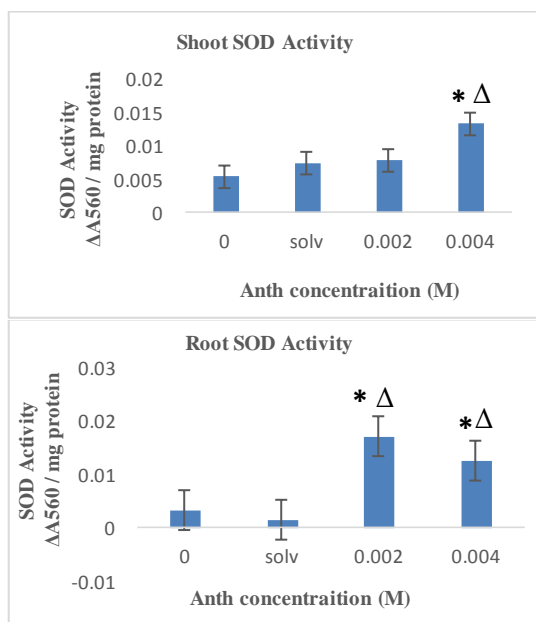 Shoot SOD Activity
SOD Activity
ΔA560 / mg protein
0.02
0.015
0.01
0.005
0
* Δ
0 solv 0.002 0.004
Anth concentraition (M)
Root SOD Activity
SOD Activity
ΔA560 / mg protein
0.03
0.02
0.01
0
-0.01
* Δ
* Δ
0 solv 0.002 0.004
Anth concentraition (M)